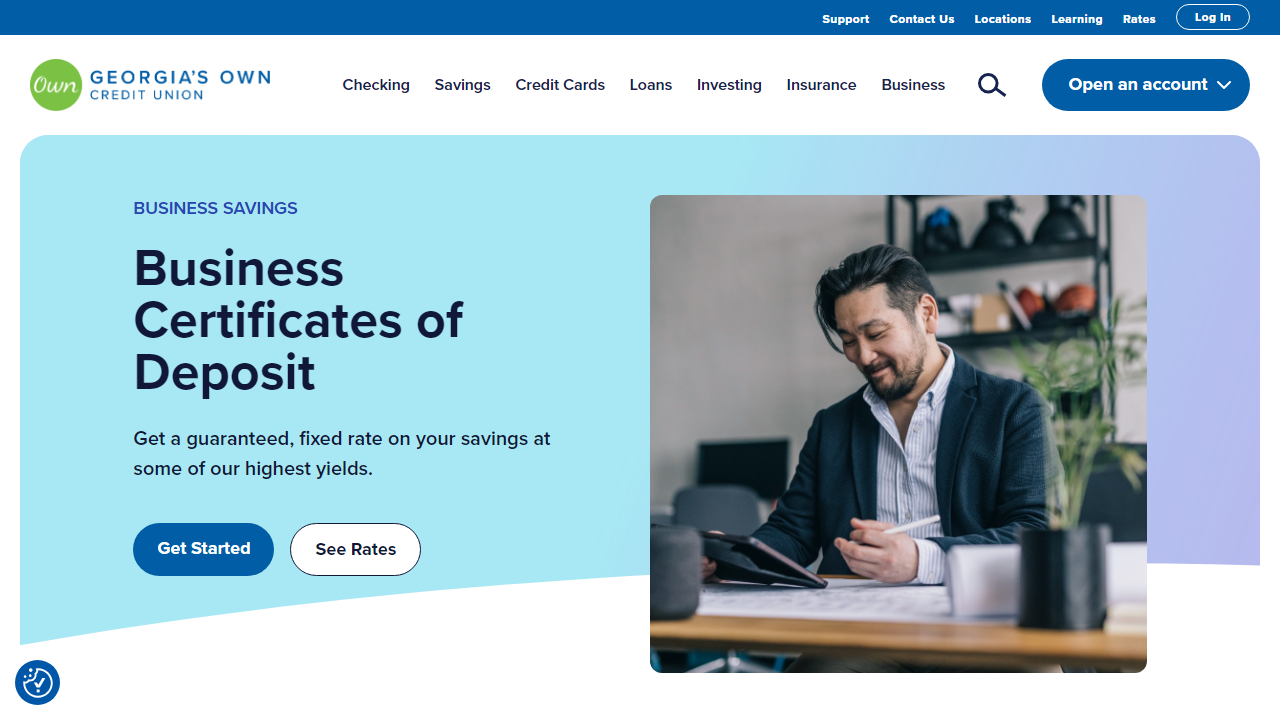 Support
Contact Us
Locations
Learning
Rates
Log In
Own
GEORGIA'S OWN
CREDIT UNION
Checking
Savings
Credit Cards
Loans
Investing
Insurance
Business
Open an account
BUSINESS SAVINGS
Business
Certificates of
Deposit
Get a guaranteed, fixed rate on your savings at
some of our highest yields.
Get Started
See Rates